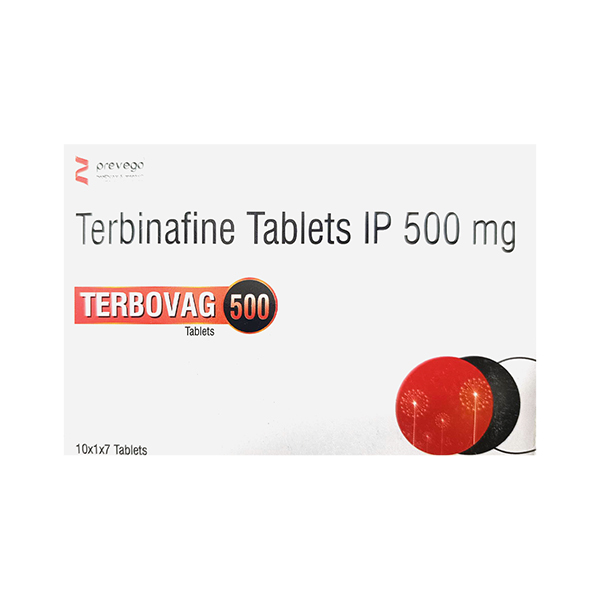 prevego
Terbinafine Tablets IP 500 mg
TERBOVAG 500
Tablets
10x1x7 Tablets